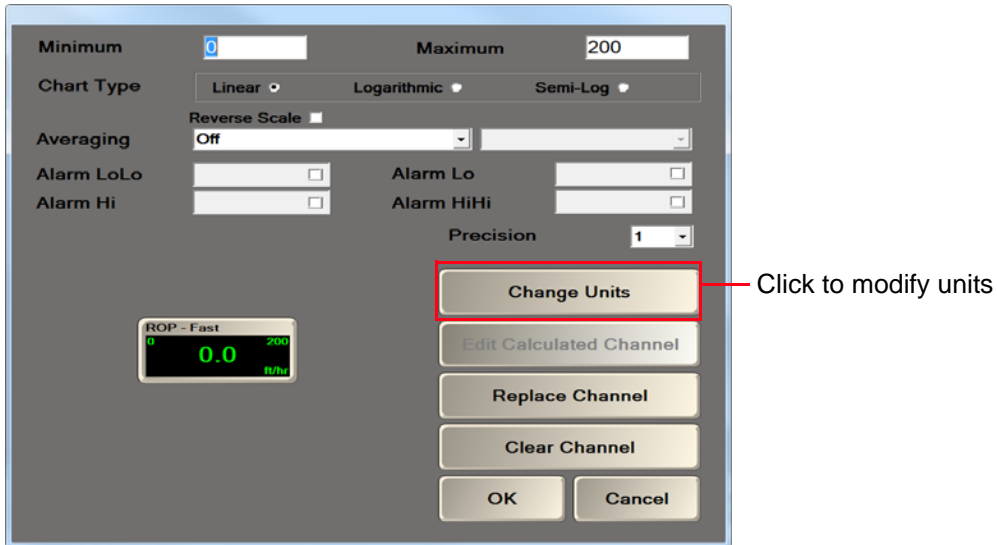 Minimum 0 Maximum 200
Chart Type Linear Logarithmic Semi-Log
Reverse Scale
Averaging Off
Alarm LoLo Alarm Lo
Alarm Hi Alarm HiHi
Precision 1
Change Units Click to modify units
ROP - Fast
0 200
0.0
ft/hr
Edit Calculated Channel
Replace Channel
Clear Channel
OK Cancel